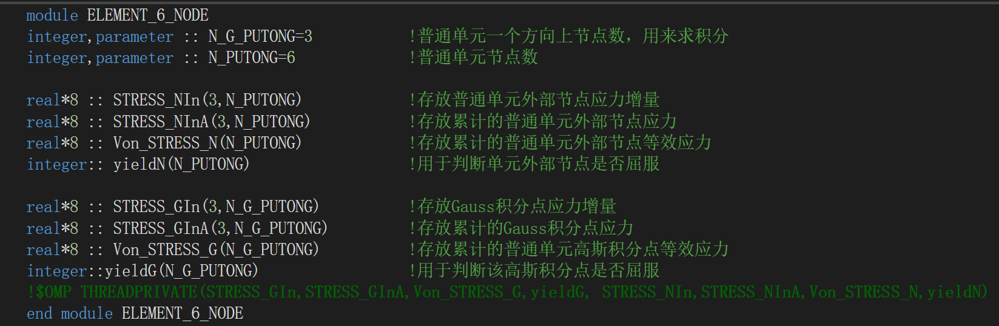 module ELEMENT_6_NODE
integer,parameter :: N_G_PUTONG=3 !普通单元一个方向上节点数，用来求积分
integer,parameter :: N_PUTONG=6 !普通单元节点数
real*8 :: STRESS_NIn(3,N_PUTONG) !存放普通单元外部节点应力增量
real*8 :: STRESS_NInA(3,N_PUTONG) !存放累计的普通单元外部节点应力
real*8 :: Von_STRESS_N(N_PUTONG) !存放累计的普通单元外部节点等效应力
integer:: yieldN(N_PUTONG) !用于判断单元外部节点是否屈服
real*8 :: STRESS_GIn(3,N_G_PUTONG) !存放Gauss积分点应力增量
real*8 :: STRESS_GInA(3,N_G_PUTONG) !存放累计的Gauss积分点应力
real*8 :: Von_STRESS_G(N_G_PUTONG) !存放累计的普通单元高斯积分点等效应力
integer::yieldG(N_G_PUTONG) !用于判断该高斯积分点是否屈服
!$OMP THREADPRIVATE(STRESS_GIn,STRESS_GInA,Von_STRESS_G,yieldG, STRESS_NIn,STRESS_NInA,Von_STRESS_N,yieldN)
end module ELEMENT_6_NODE